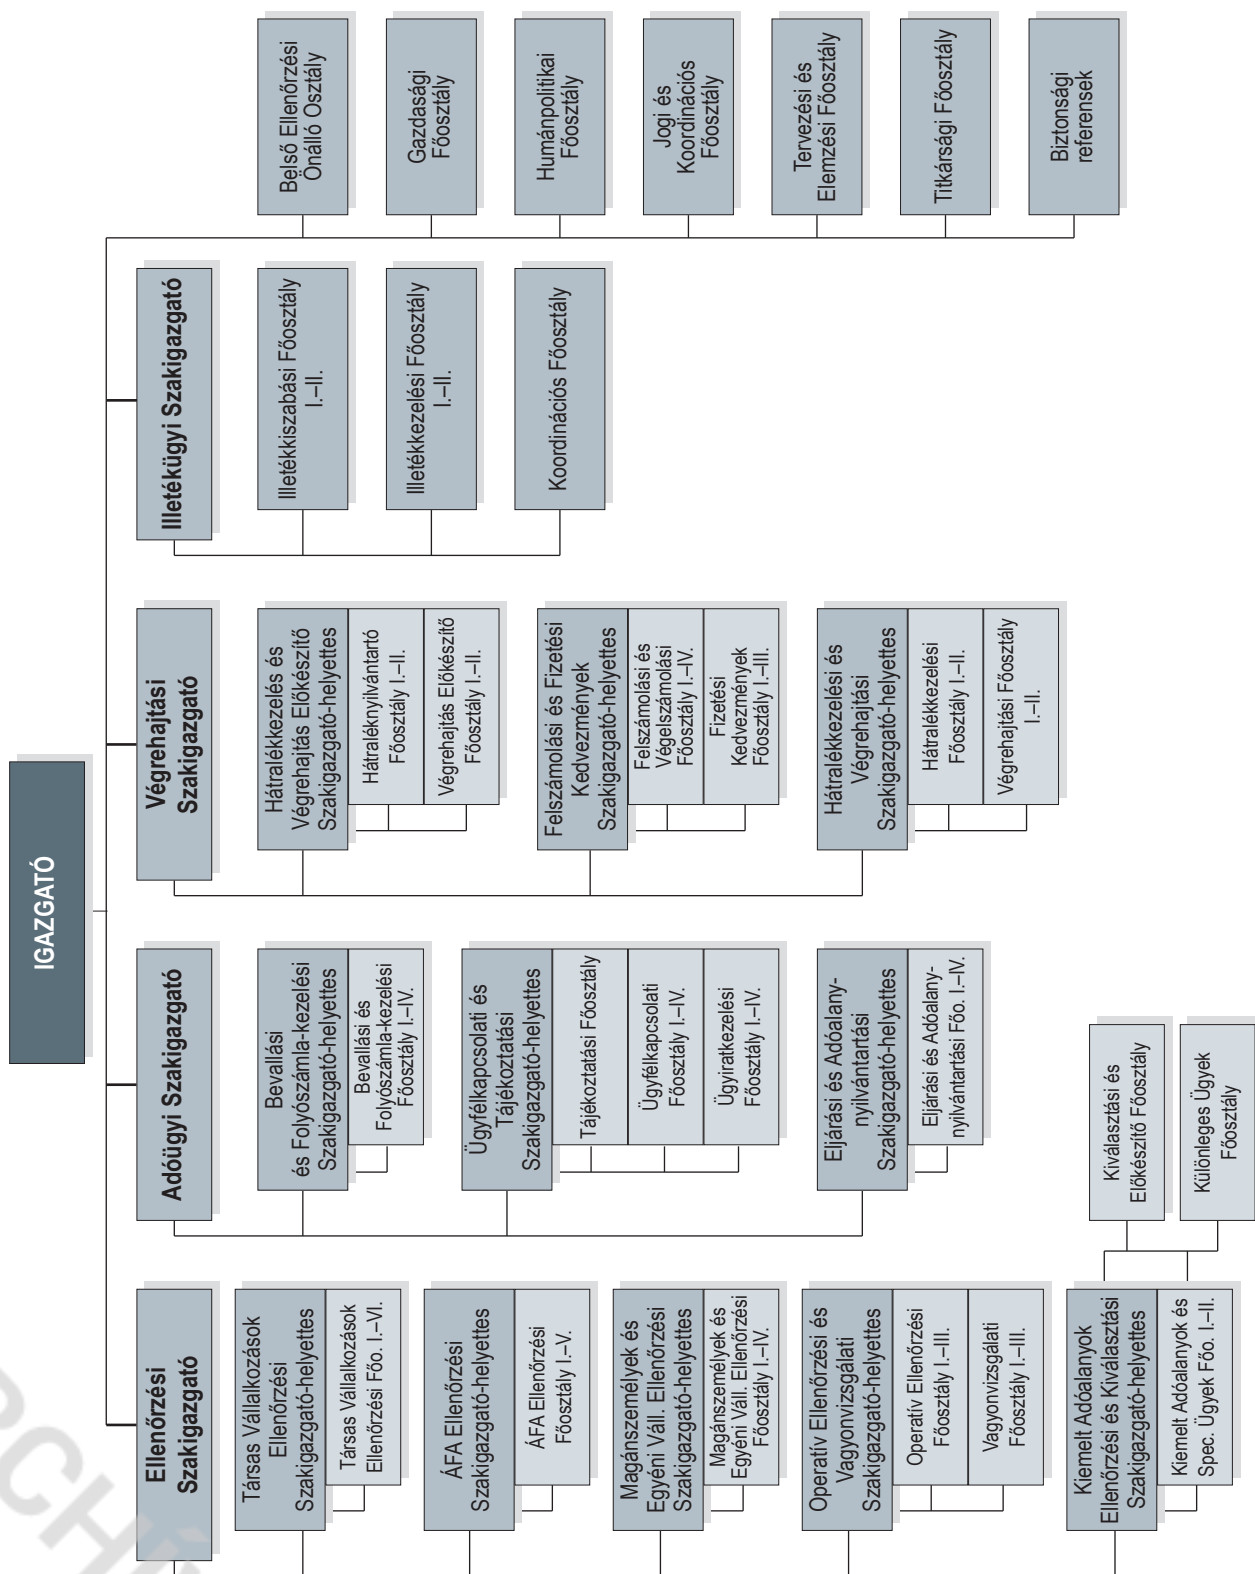 IGAZGATÓ
Ellenőrzési
Szakigazgató
Társas Vállalkozások
Ellenőrzési
Szakigazgató-helyettes
Társas Vállalkozások
Ellenőrzési Főo. I.–VI.
ÁFA Ellenőrzési
Szakigazgató-helyettes
ÁFA Ellenőrzési
Főosztály I.–V.
Magánszemélyek és
Egyéni Váll. Ellenőrzési
Szakigazgató-helyettes
Magánszemélyek és
Egyéni Váll. Ellenőrzési
Főosztály I.–IV.
Operatív Ellenőrzési és
Vagyonvizsgálati
Szakigazgató-helyettes
Operatív Ellenőrzési
Főosztály I.–III.
Vagyonvizsgálati
Főosztály I.–III.
Kiemelt Adóalanyok
Ellenőrzési és Kiválasztási
Szakigazgató-helyettes
Kiemelt Adóalanyok és
Spec. Ügyek Főo. I.–II.
Kiválasztási és
Előkészítő Főosztály
Különleges Ügyek
Főosztály
Adóügyi Szakigazgató
Bevallási
és Folyószámla-kezelési
Szakigazgató-helyettes
Bevallási és
Folyószámla-kezelési
Főosztály I.–IV.
Ügyfélkapcsolati és
Tájékoztatási
Szakigazgató-helyettes
Tájékoztatási Főosztály
Ügyfélkapcsolati
Főosztály I.–IV.
Ügyiratkezelési
Főosztály I.–IV.
Eljárási és Adóalany-
nyilvántartási
Szakigazgató-helyettes
Eljárási és Adóalany-
nyilvántartási Főo. I.–IV.
Végrehajtási
Szakigazgató
Hátralékkezelés és
Végrehajtás Előkészítő
Szakigazgató-helyettes
Hátraléknyilvántartó
Főosztály I.–II.
Végrehajtás Előkészítő
Főosztály I.–II.
Felszámolási és Fizetési
Kedvezmények
Szakigazgató-helyettes
Felszámolási és
Végelszámolási
Főosztály I.–IV.
Fizetési
Kedvezmények
Főosztály I.–III.
Hátralékkezelési és
Végrehajtási
Szakigazgató-helyettes
Hátralékkezelési
Főosztály I.–II.
Végrehajtási Főosztály
I.–II.
Illetékügyi Szakigazgató
Illetékkiszabási Főosztály
I.–II.
Illetékkezelési Főosztály
I.–II.
Koordinációs Főosztály
Belső Ellenőrzési
Önálló Osztály
Gazdasági
Főosztály
Humánpolitikai
Főosztály
Jogi és
Koordinációs
Főosztály
Tervezési és
Elemzési Főosztály
Titkársági Főosztály
Biztonsági
referensek